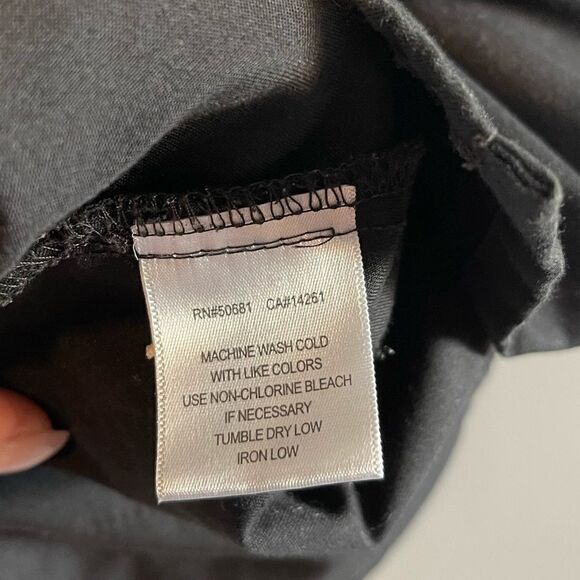 RN#50681 CA#14261
MACHINE WASH COLD
WITH LIKE COLORS
USE NON-CHLORINE BLEACH
IF NECESSARY
TUMBLE DRY LOW
IRON LOW